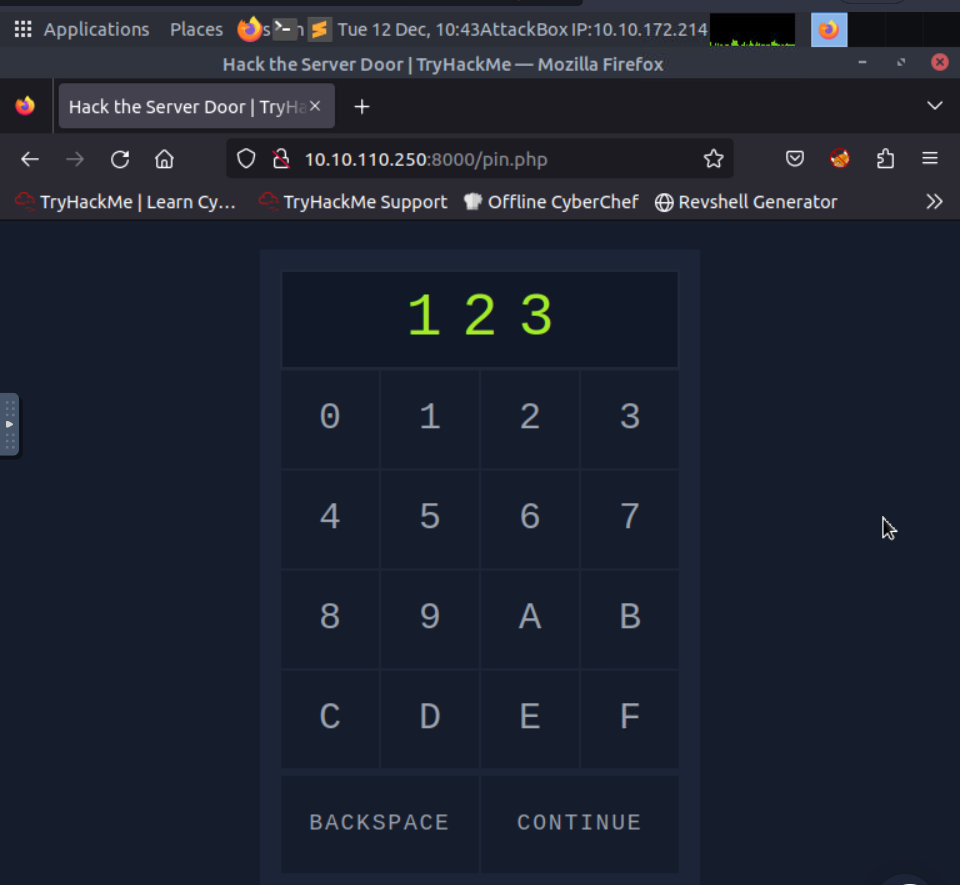 Applications Places s n Tue 12 Dec, 10:43 AttackBox IP:10.10.172.214
Hack the Server Door | TryHackMe — Mozilla Firefox
Hack the Server Door | TryHa
10.10.110.250:8000/pin.php
TryHackMe | Learn Cy... TryHackMe Support Offline CyberChef Revshell Generator
1 2 3
0 1 2 3
4 5 6 7
8 9 A B
C D E F
BACKSPACE CONTINUE